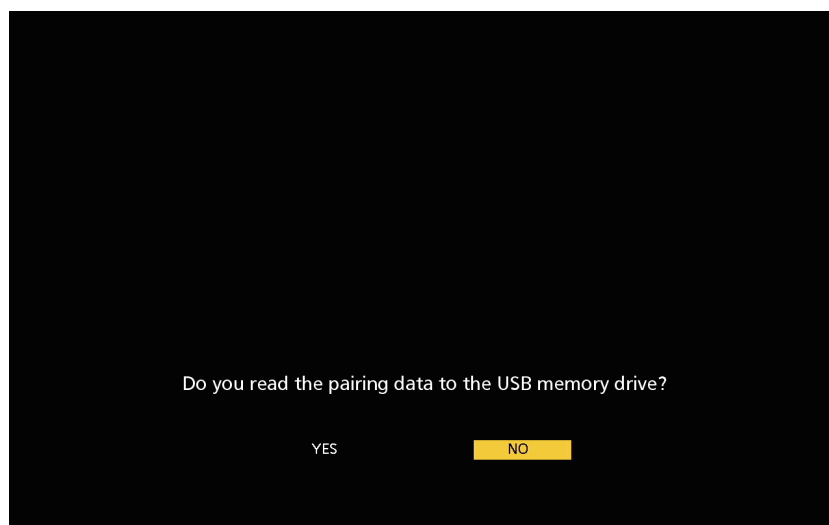 Do you read the pairing data to the USB memory drive?
YES NO